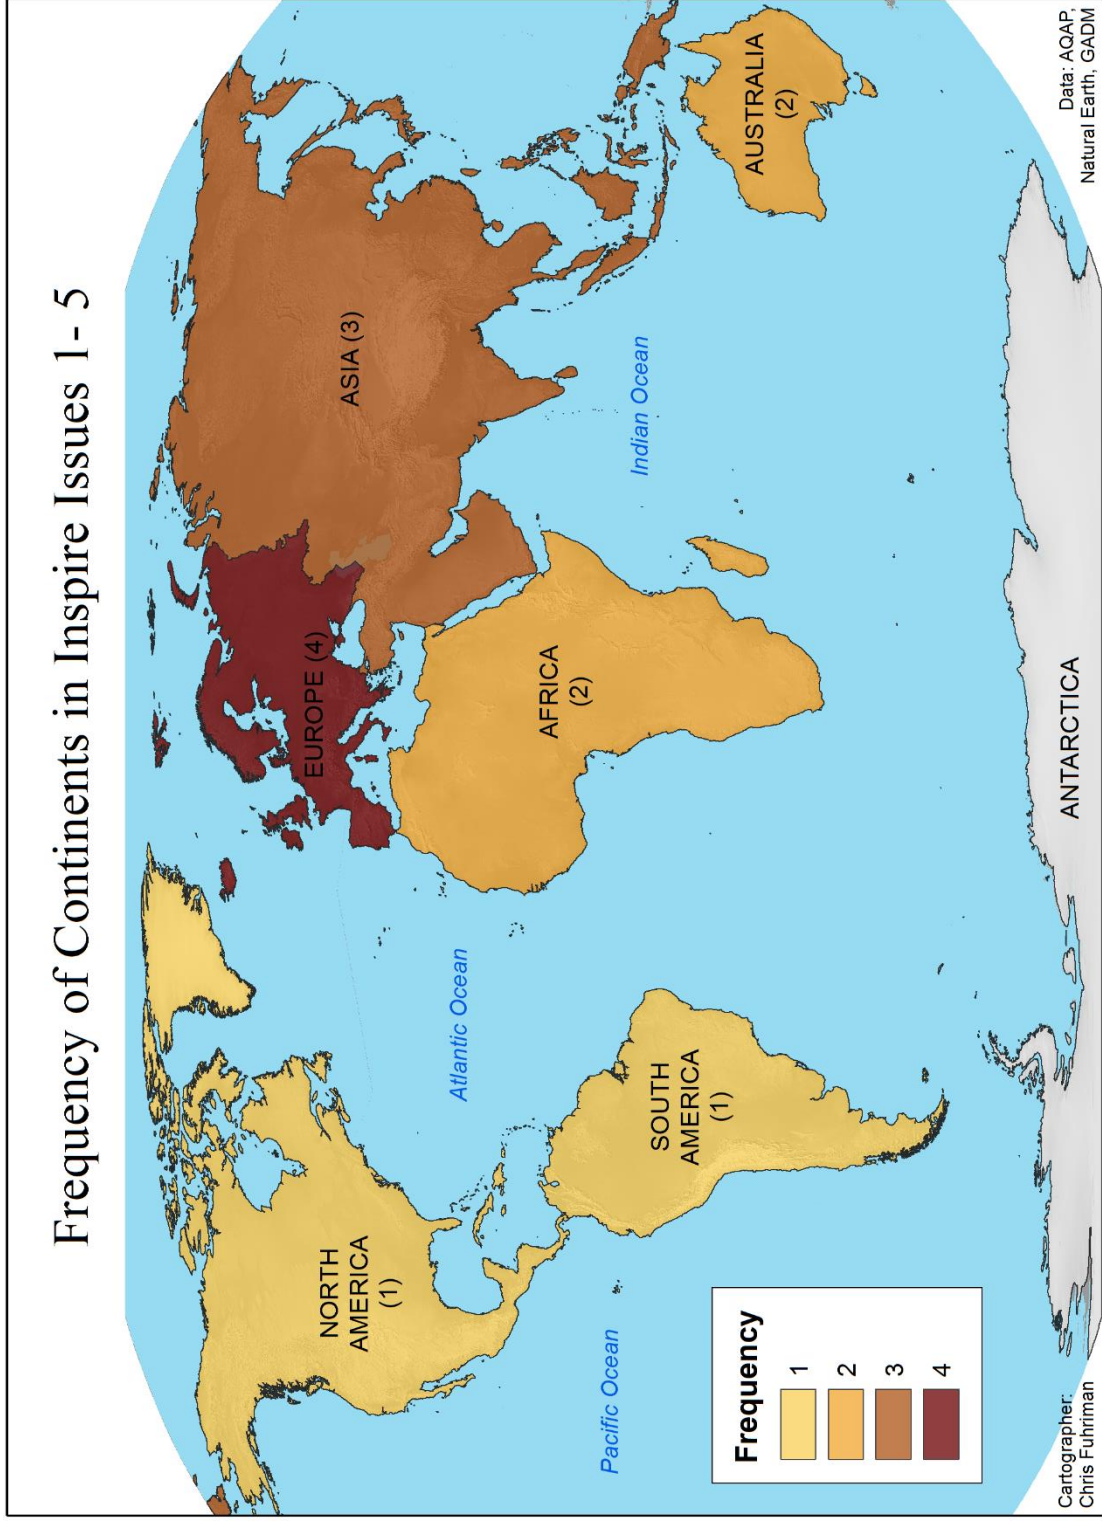 Frequency of Continents in Inspire Issues 1- 5
NORTH
AMERICA
(1)
SOUTH
AMERICA
(1)
EUROPE (4)
ASIA (3)
AFRICA
(2)
AUSTRALIA
(2)
ANTARCTICA
Atlantic Ocean
Indian Ocean
Pacific Ocean
Frequency
1
2
3
4
Cartographer:
Chris Fuhriman
Data: AQAP,
Natural Earth, GADM